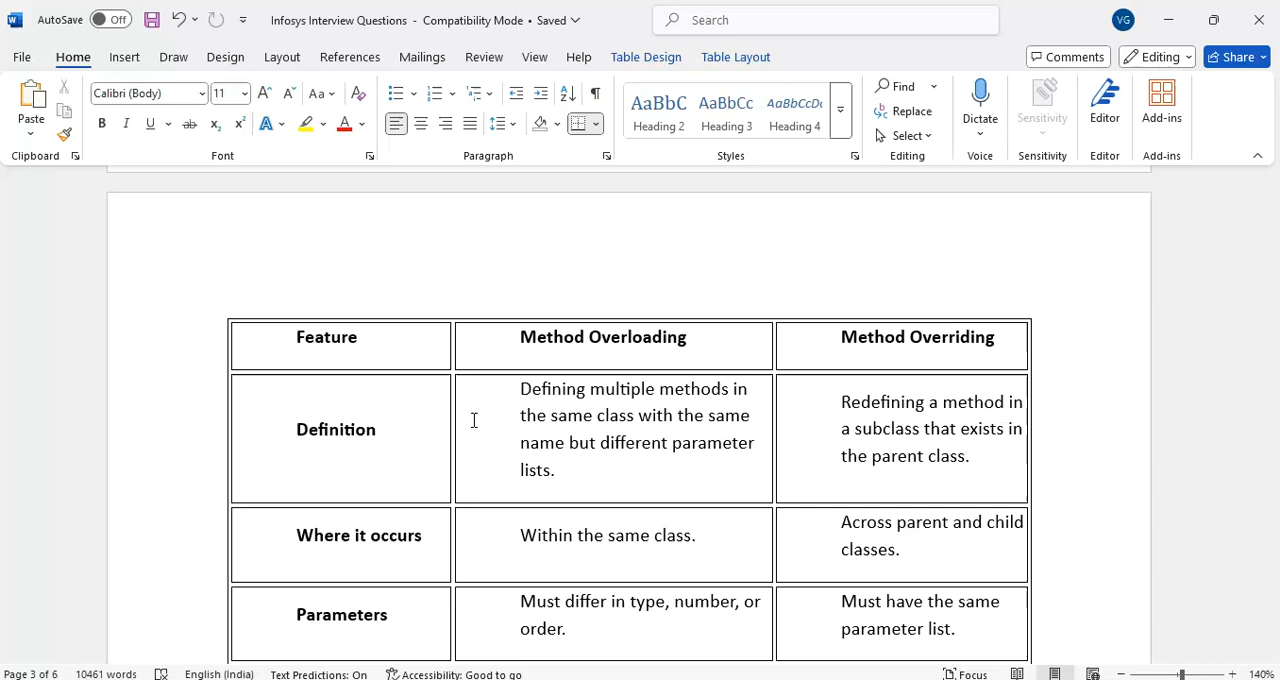 AutoSave Off Infosys Interview Questions - Compatibility Mode • Saved Search VG
File Home Insert Draw Design Layout References Mailings Review View Help Table Design Table Layout Comments Editing Share
Calibri (Body) 11 Aa AaBbC AaBbCc AaBbCcDc Find
Paste Heading 2 Heading 3 Heading 4 Replace Dictate Sensitivity Editor Add-ins
B I U ab x₂ x² A A Select
Clipboard Font Paragraph Styles Editing Voice Sensitivity Editor Add-ins
Feature Method Overloading Method Overriding
Definition
Defining multiple methods in
the same class with the same
name but different parameter
lists.
Redefining a method in
a subclass that exists in
the parent class.
Where it occurs
Within the same class.
Across parent and child
classes.
Parameters
Must differ in type, number, or
order.
Must have the same
parameter list.
Page 3 of 6 10461 words English (India) Text Predictions: On Accessibility: Good to go Focus 140%